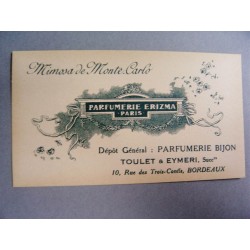 Mimosa de Monte-Carlo
PARFUMERIE ERIZMA
PARIS
Dépôt Général : PARFUMERIE BIJON
TOULET & EYMERI, Succrs
10, Rue des Trois-Conils, BORDEAUX